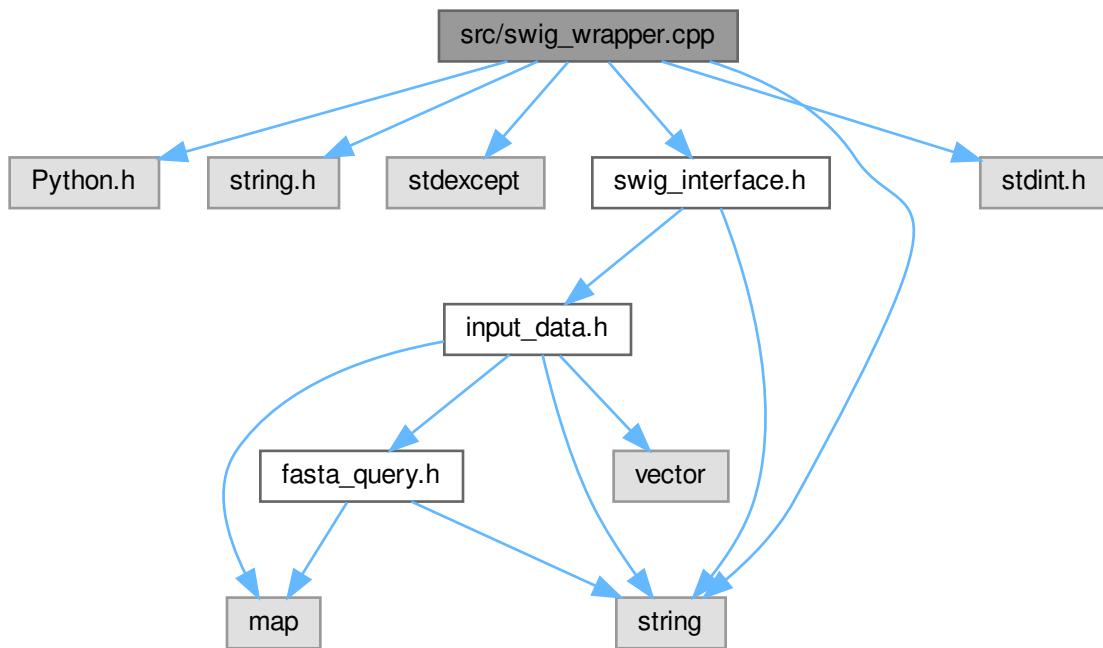 src/swig_wrapper.cpp
Python.h
string.h
stdexcept
swig_interface.h
stdint.h
input_data.h
fasta_query.h
vector
map
string